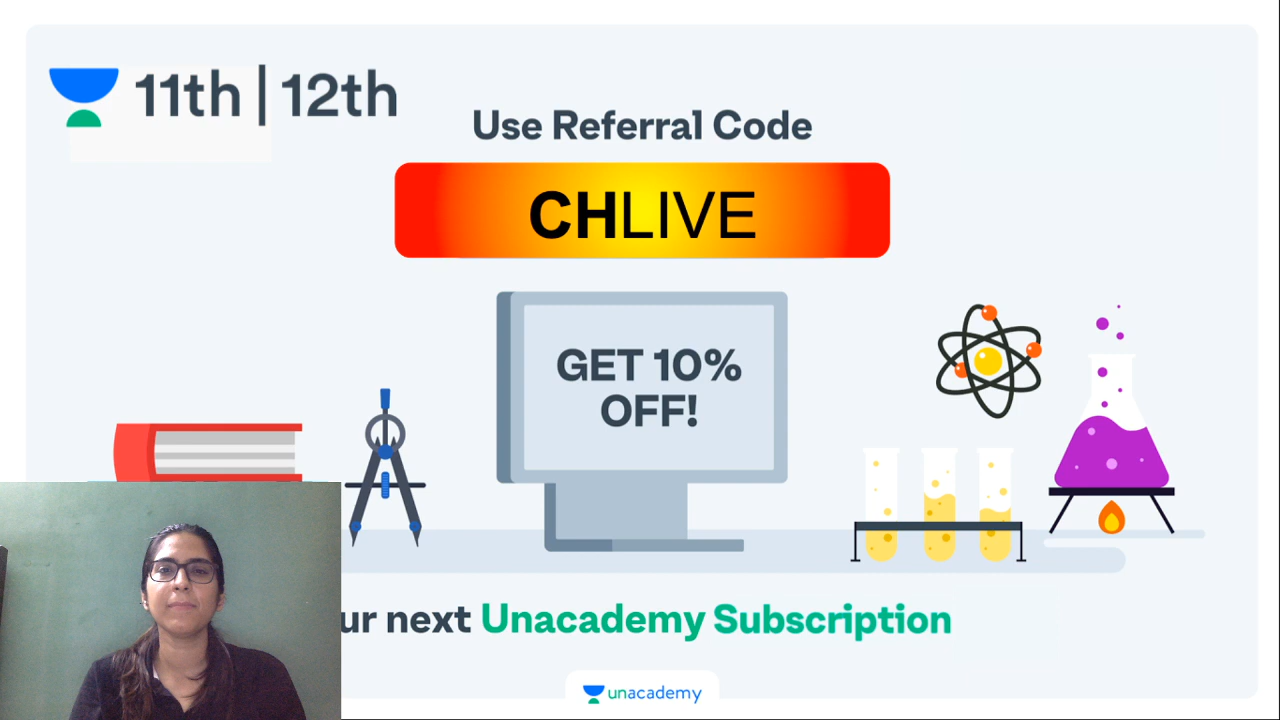 11th | 12th
Use Referral Code
CHLIVE
GET 10%
OFF!
ur next Unacademy Subscription
unacademy